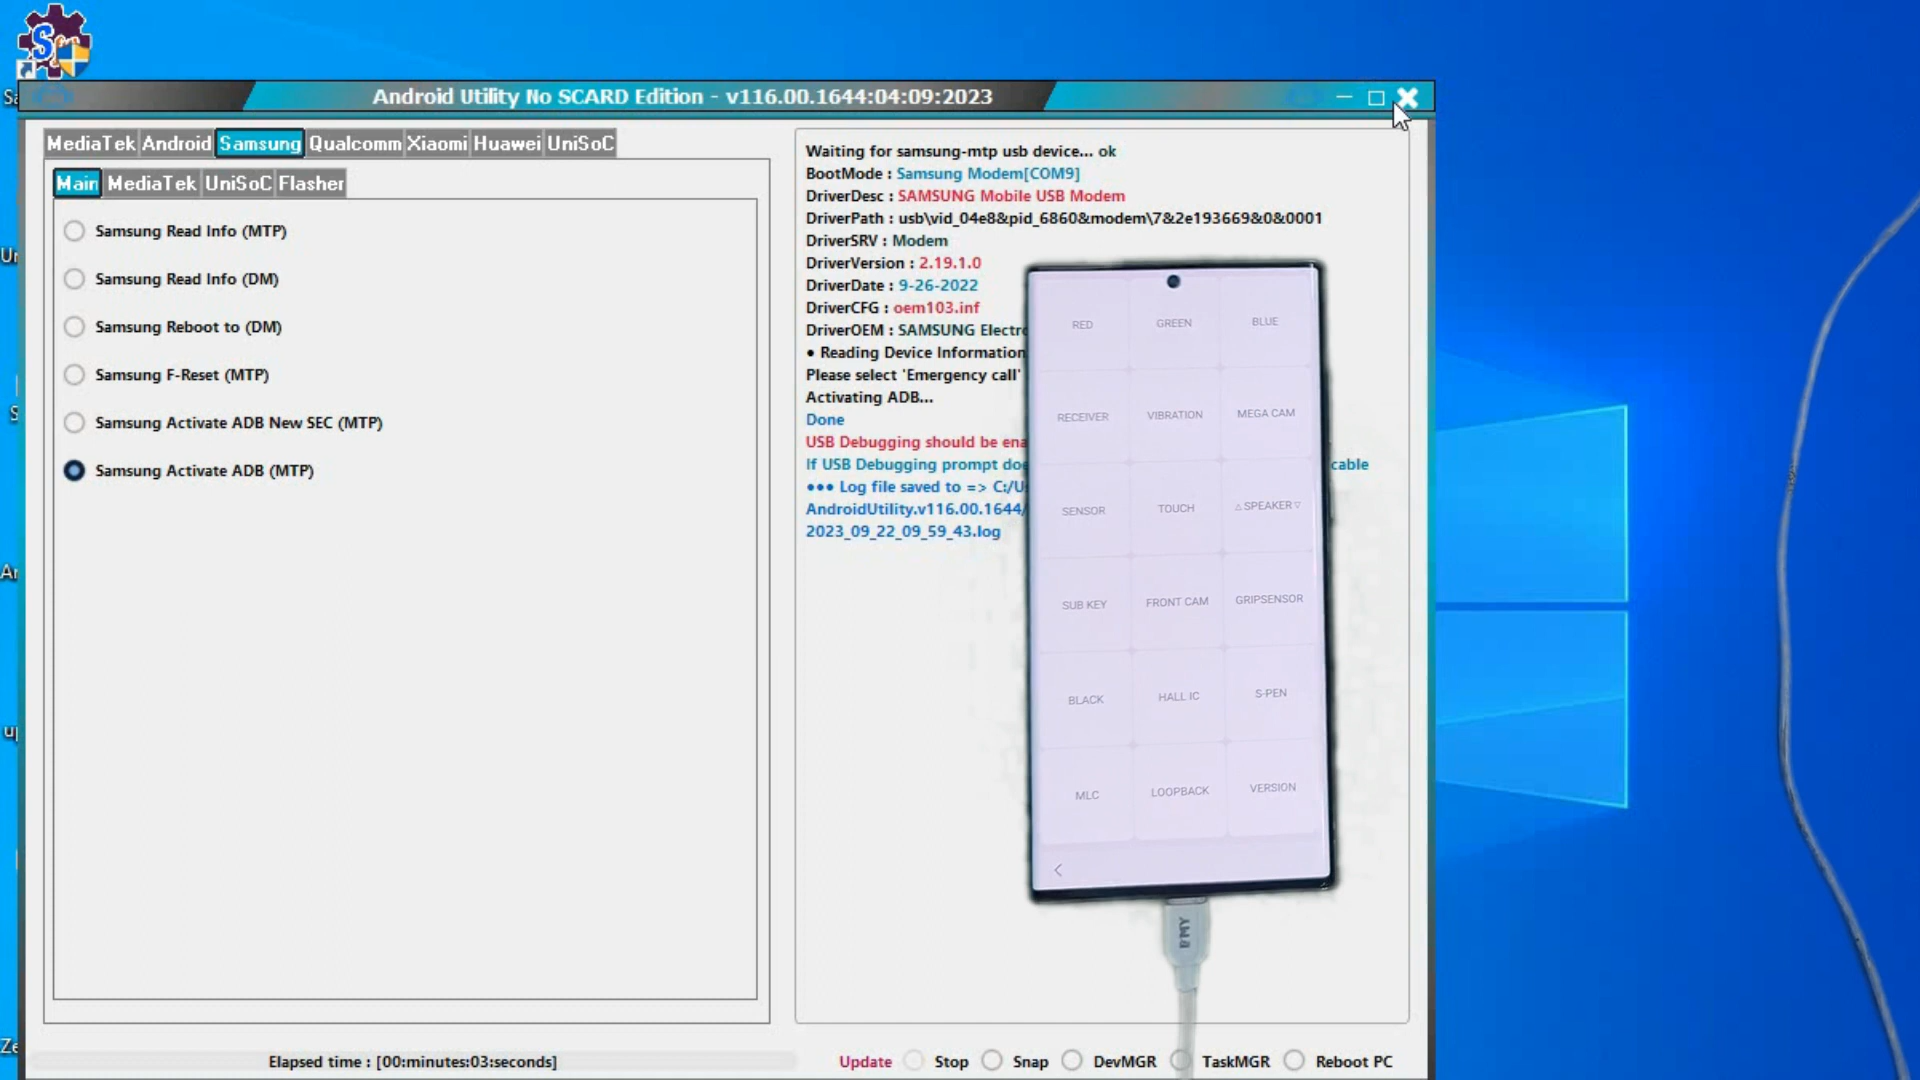 Android Utility No SCARD Edition - v116.00.1644:04:09:2023
MediaTek Android Samsung Qualcomm Xiaomi Huawei UniSoC
Main MediaTek UniSoC Flasher
Samsung Read Info (MTP)
Samsung Read Info (DM)
Samsung Reboot to (DM)
Samsung F-Reset (MTP)
Samsung Activate ADB New SEC (MTP)
Samsung Activate ADB (MTP)
Waiting for samsung-mtp usb device... ok
BootMode : Samsung Modem[COM9]
DriverDesc : SAMSUNG Mobile USB Modem
DriverPath : usb\vid_04e8&pid_6860&modem\7&2e193669&0&0001
DriverSRV : Modem
DriverVersion : 2.19.1.0
DriverDate : 9-26-2022
DriverCFG : oem103.inf
DriverOEM : SAMSUNG Electro
• Reading Device Information
Please select 'Emergency call'
Activating ADB...
Done
USB Debugging should be ena
If USB Debugging prompt doe cable
••• Log file saved to => C:/U
AndroidUtility.v116.00.1644/
2023_09_22_09_59_43.log
RED GREEN BLUE
RECEIVER VIBRATION MEGA CAM
SENSOR TOUCH △SPEAKER▽
SUB KEY FRONT CAM GRIPSENSOR
BLACK HALL IC S-PEN
MLC LOOPBACK VERSION
BMY
Elapsed time : [00:minutes:03:seconds]
Update Stop Snap DevMGR TaskMGR Reboot PC